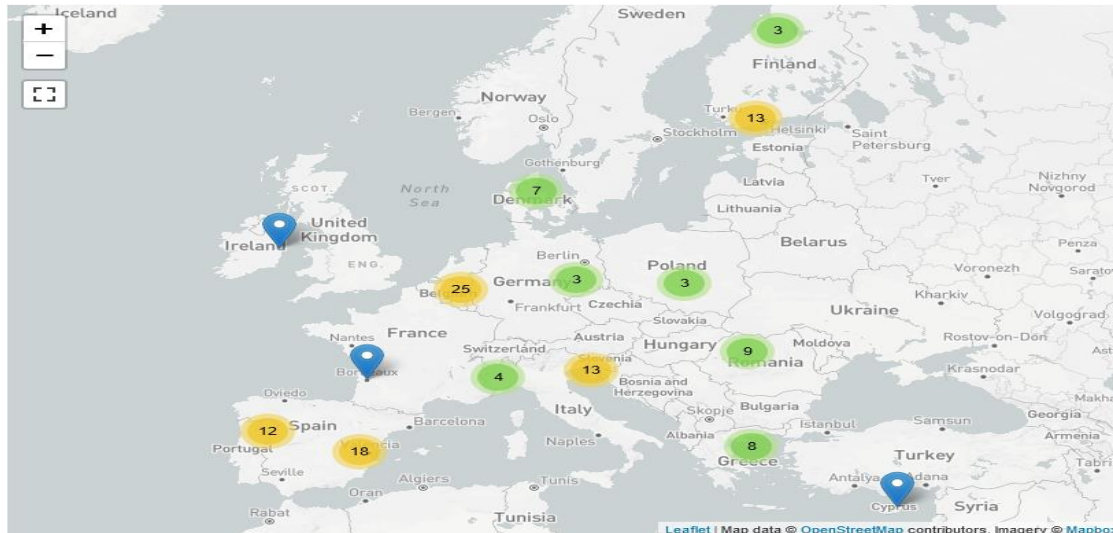 Iceland
Sweden
+
−
3
Finland
Norway
Bergen
Oslo
Turku
13
Helsinki
Stockholm
Saint
Petersburg
Estonia
Gothenburg
Tver
Nizhny
Novgorod
SCOT.
North
Sea
7
Denmark
Latvia
Lithuania
United
Kingdom
Ireland
ENG.
Belarus
Penza
Berlin
Poland
Germany
3
3
Voronezh
Saratov
25
Frankfurt
Czechia
Kharkiv
Ukraine
Volgograd
Nantes
France
Slovakia
Austria
Switzerland
Hungary
Moldova
Rostov-on-Don
9
Romania
Slovenia
13
4
Krasnodar
Bosnia and
Herzegovina
Oviedo
Italy
Bulgaria
Skopje
Makha
Georgia
Barcelona
Spain
12
Portugal
18
Naples
Albania
Istanbul
Samsun
Armenia
8
Greece
Turkey
Tabri
Seville
Algiers
Tunis
Antalya
Adana
Oran
Cyprus
Syria
Rabat
Tunisia
Leaflet | Map data © OpenStreetMap contributors, Imagery © Mapbox